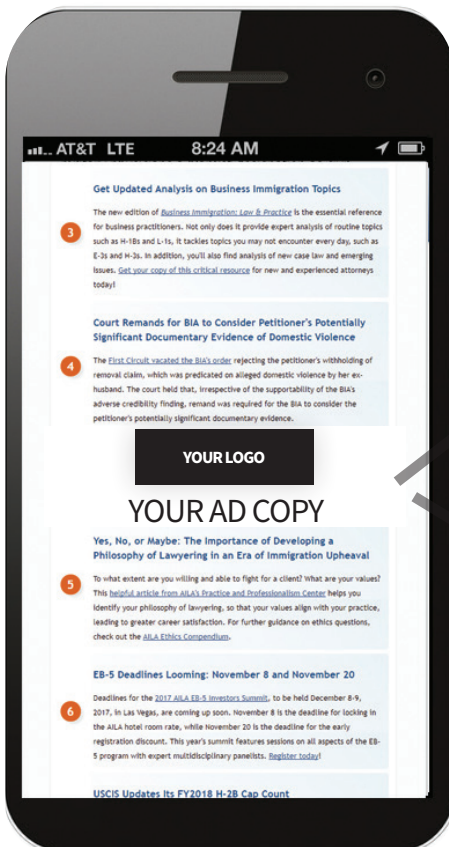 AT&T LTE 8:24 AM
Get Updated Analysis on Business Immigration Topics
3
The new edition of Business Immigration: Law & Practice is the essential reference
for business practitioners. Not only does it provide expert analysis of routine topics
such as H-1Bs and L-1s, it tackles topics you may not encounter every day, such as
E-3s and H-3s. In addition, you'll also find analysis of new case law and emerging
issues. Get your copy of this critical resource for new and experienced attorneys
today!
Court Remands for BIA to Consider Petitioner's Potentially
Significant Documentary Evidence of Domestic Violence
4
The First Circuit vacated the BIA's order rejecting the petitioner's withholding of
removal claim, which was predicated on alleged domestic violence by her ex-
husband. The court held that, irrespective of the supportability of the BIA's
adverse credibility finding, remand was required for the BIA to consider the
petitioner's potentially significant documentary evidence.
YOUR LOGO
YOUR AD COPY
Yes, No, or Maybe: The Importance of Developing a
Philosophy of Lawyering in an Era of Immigration Upheaval
5
To what extent are you willing and able to fight for a client? What are your values?
This helpful article from AILA's Practice and Professionalism Center helps you
identify your philosophy of lawyering, so that your values align with your practice,
leading to greater career satisfaction. For further guidance on ethics questions,
check out the AILA Ethics Compendium.
EB-5 Deadlines Looming: November 8 and November 20
6
Deadlines for the 2017 AILA EB-5 Investors Summit, to be held December 8-9,
2017, in Las Vegas, are coming up soon. November 8 is the deadline for locking in
the AILA hotel room rate, while November 20 is the deadline for the early
registration discount. This year's summit features sessions on all aspects of the EB-
5 program with expert multidisciplinary panelists. Register today!
USCIS Updates Its FY2018 H-2B Cap Count